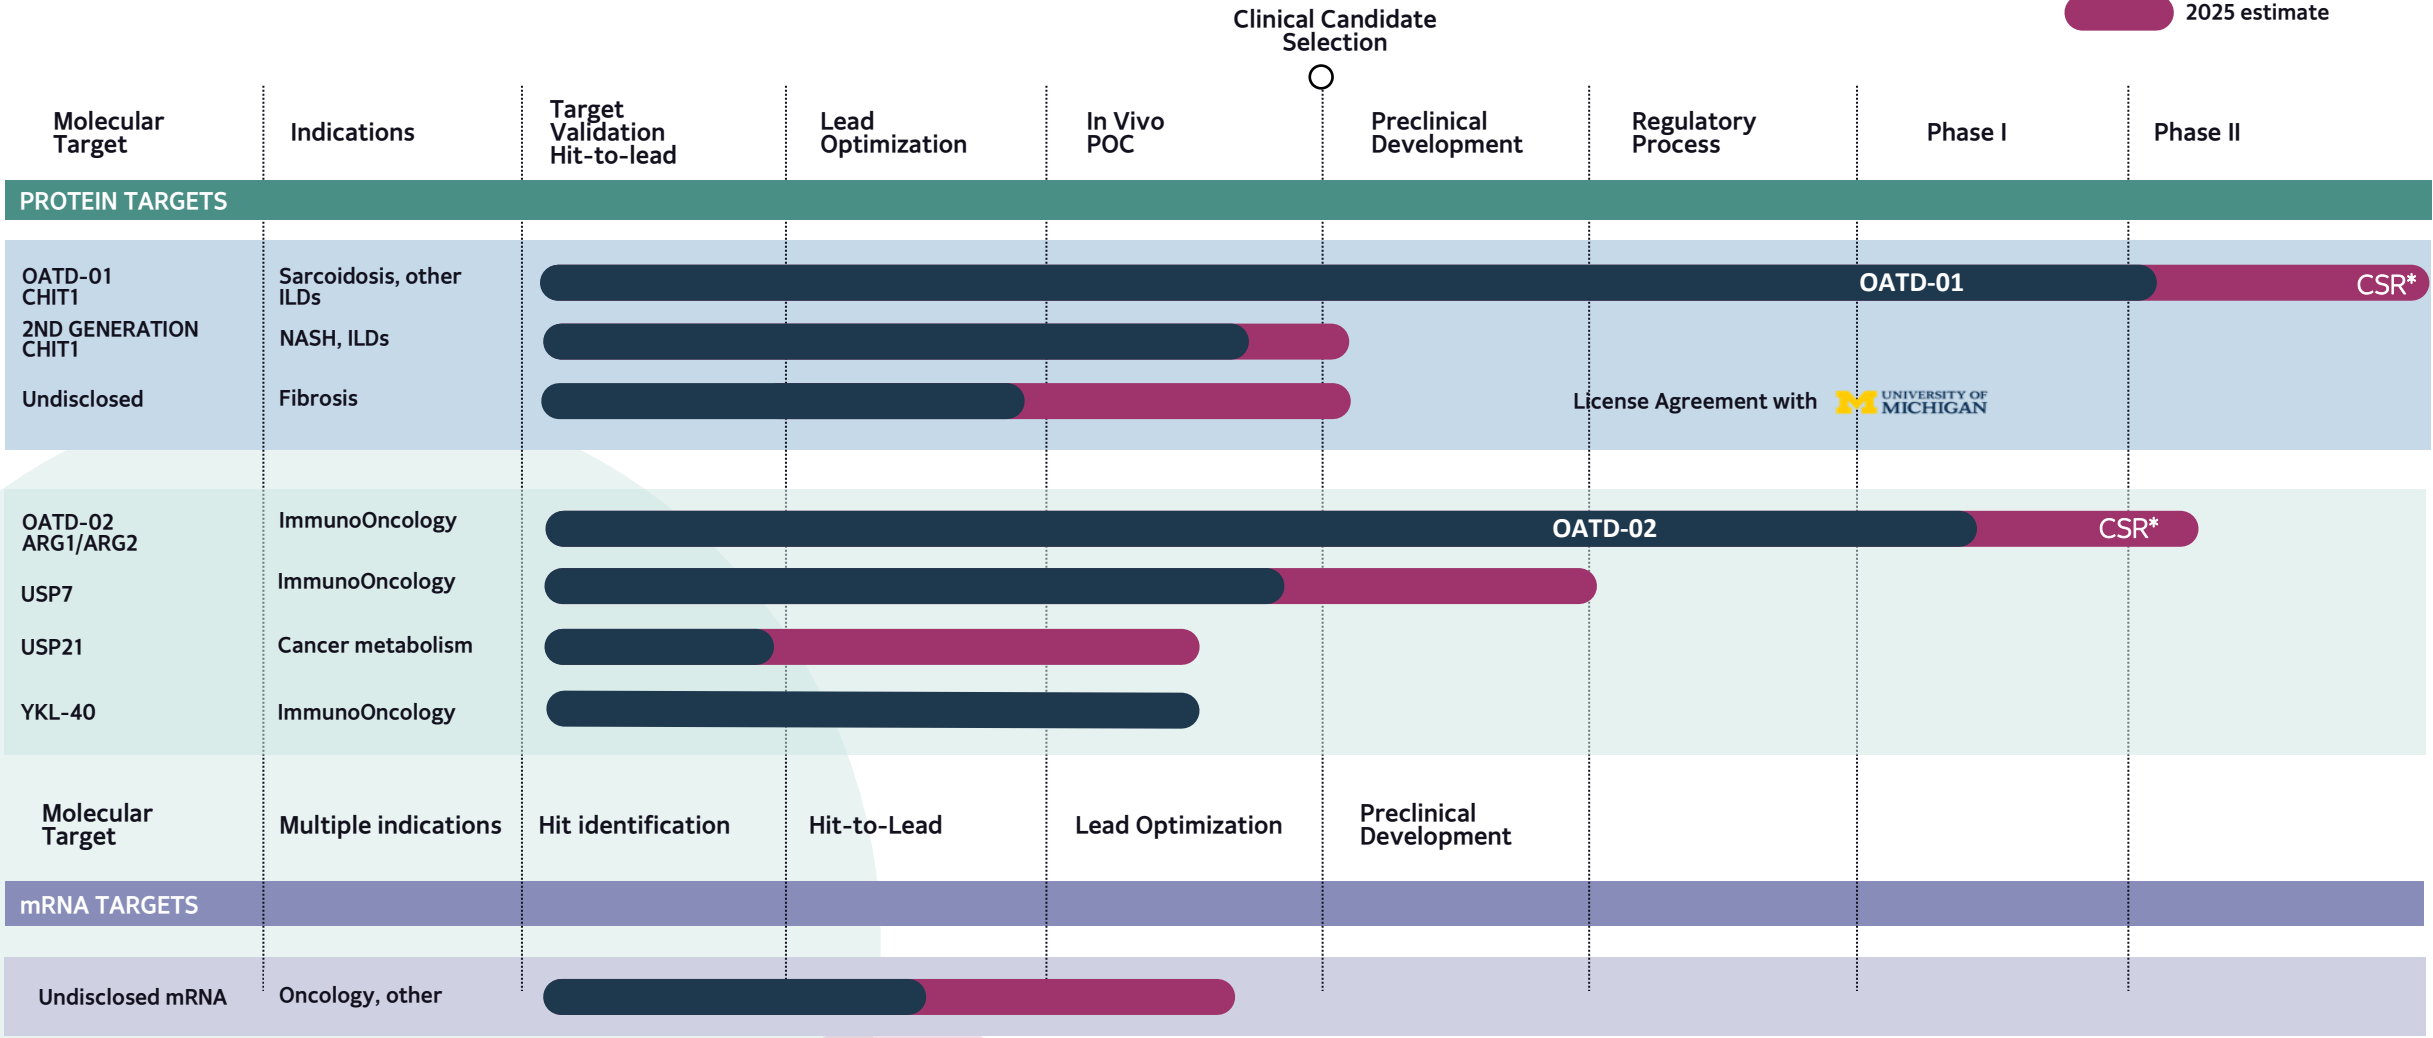 2025 estimate
Clinical Candidate
Selection
Molecular
Target
Indications
Target
Validation
Hit-to-lead
Lead
Optimization
In Vivo
POC
Preclinical
Development
Regulatory
Process
Phase I
Phase II
PROTEIN TARGETS
OATD-01
CHIT1
Sarcoidosis, other
ILDs
OATD-01
CSR*
2ND GENERATION
CHIT1
NASH, ILDs
Undisclosed
Fibrosis
License Agreement with
M UNIVERSITY OF
MICHIGAN
OATD-02
ARG1/ARG2
ImmunoOncology
OATD-02
CSR*
USP7
ImmunoOncology
USP21
Cancer metabolism
YKL-40
ImmunoOncology
Molecular
Target
Multiple indications
Hit identification
Hit-to-Lead
Lead Optimization
Preclinical
Development
mRNA TARGETS
Undisclosed mRNA
Oncology, other